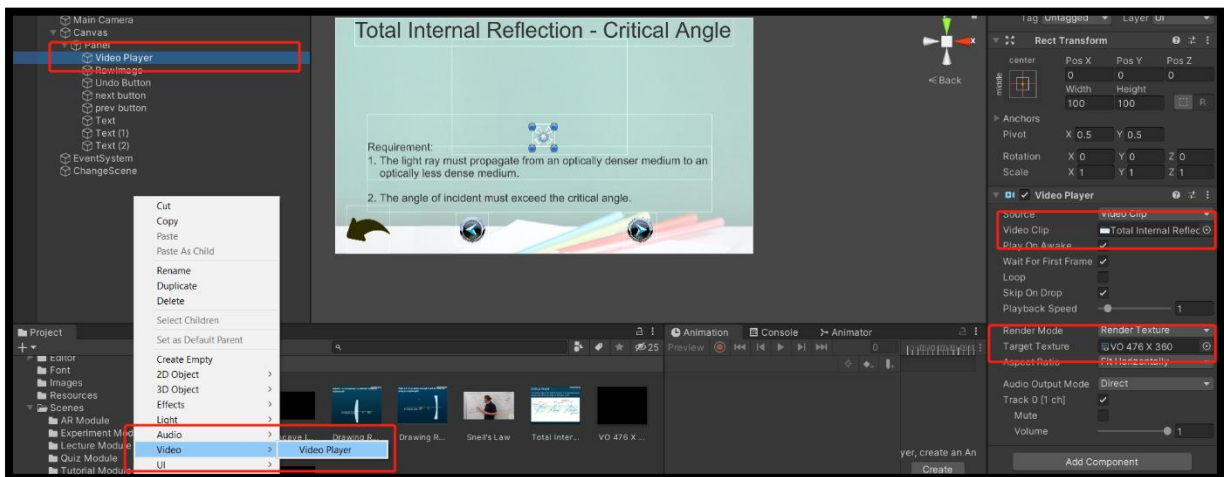 Main Camera
Canvas
Panel
Video Player
RawImage
Undo Button
next button
prev button
Text
Text (1)
Text (2)
EventSystem
ChangeScene
Cut
Copy
Paste
Paste As Child
Rename
Duplicate
Delete
Select Children
Set as Default Parent
Create Empty
2D Object
3D Object
Effects
Light
Audio
Video
UI
Video Player
Total Internal Reflection - Critical Angle
Back
Requirement:
1. The light ray must propagate from an optically denser medium to an
optically less dense medium.
2. The angle of incident must exceed the critical angle.
Project
Editor
Font
Images
Resources
Scenes
AR Module
Experiment Mod
Lecture Module
Quiz Module
Tutorial Module
25
Drawing R...
Drawing R...
Snell's Law
Total Inter...
VO 476 X ...
Animation Console Animator
Preview 0
yer, create an An
Create
Tag Untagged Layer UI
Rect Transform
center Pos X Pos Y Pos Z
middle 0 0 0
Width Height
100 100 R
Anchors
Pivot X 0.5 Y 0.5
Rotation X 0 Y 0 Z 0
Scale X 1 Y 1 Z 1
Video Player
Source Video Clip
Video Clip Total Internal Reflec
Play On Awake
Wait For First Frame
Loop
Skip On Drop
Playback Speed 1
Render Mode Render Texture
Target Texture VO 476 X 360
Aspect Ratio Fit Horizontally
Audio Output Mode Direct
Track 0 [1 ch]
Mute
Volume 1
Add Component